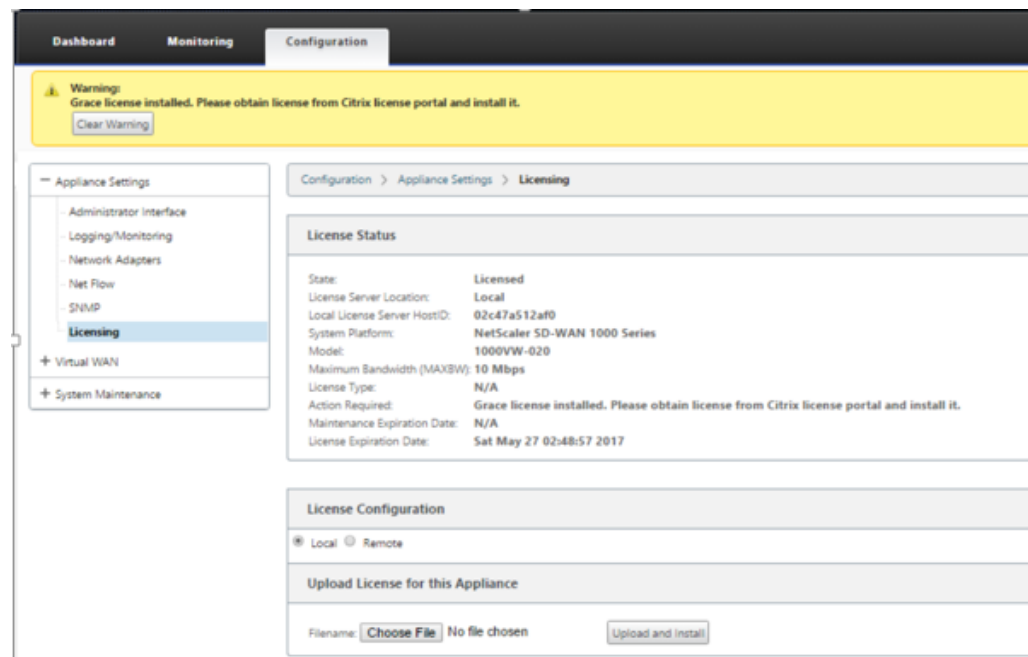 Dashboard Monitoring Configuration
Warning:
Grace license installed. Please obtain license from Citrix license portal and install it.
Clear Warning
Appliance Settings
Administrator Interface
Logging/Monitoring
Network Adapters
Net Flow
SNMP
Licensing
+ Virtual WAN
+ System Maintenance
Configuration > Appliance Settings > Licensing
License Status
State: Licensed
License Server Location: Local
Local License Server HostID: 02c47a512af0
System Platform: NetScaler SD-WAN 1000 Series
Model: 1000VW-020
Maximum Bandwidth (MAXBW): 10 Mbps
License Type: N/A
Action Required: Grace license installed. Please obtain license from Citrix license portal and install it.
Maintenance Expiration Date: N/A
License Expiration Date: Sat May 27 02:48:57 2017
License Configuration
Local Remote
Upload License for this Appliance
Filename: Choose File No file chosen Upload and Install